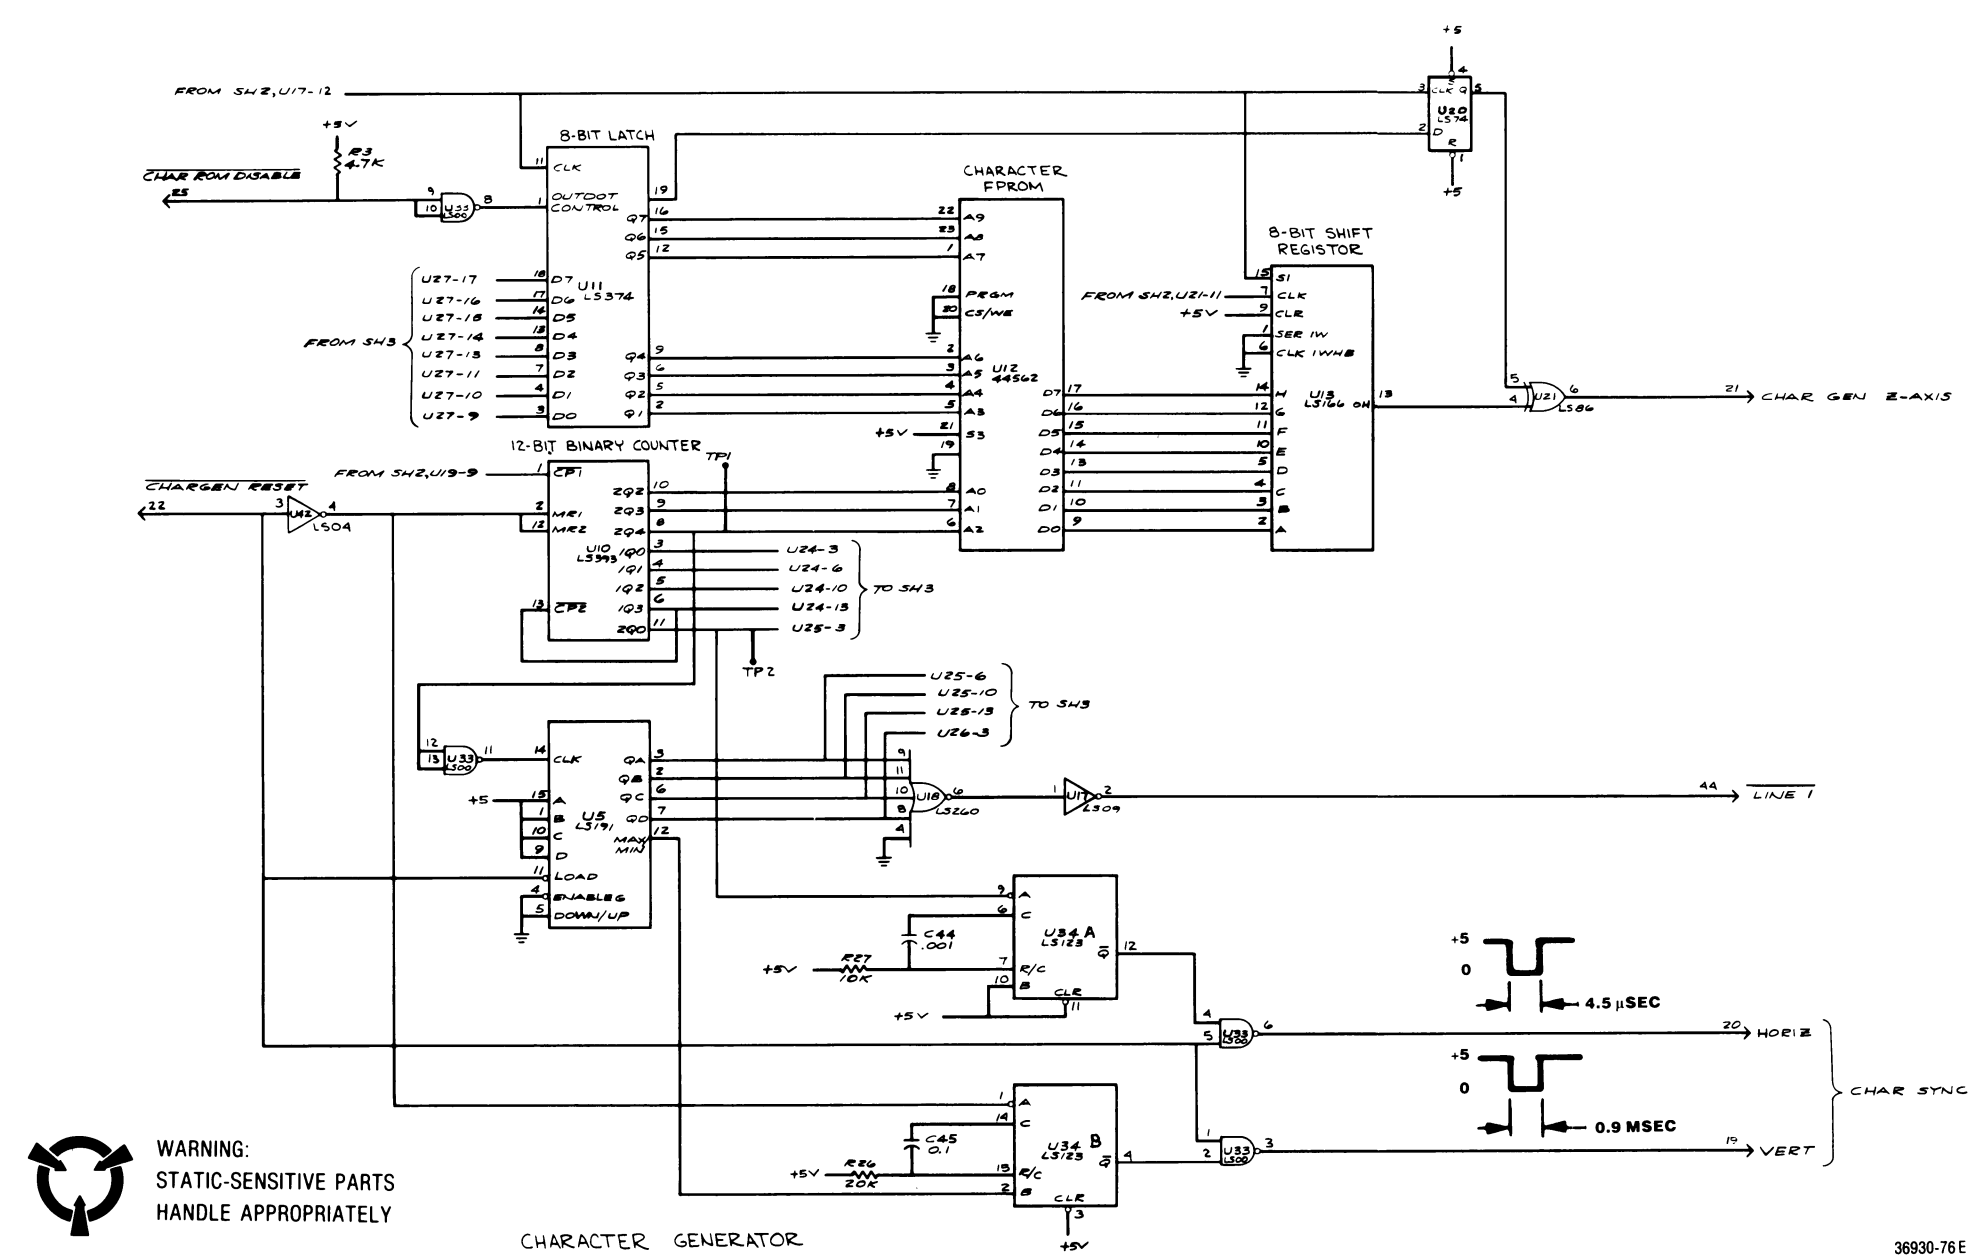 +5
4
S
FROM SH2, U17-12
3
CLK Q
5
U20
LS74
2
D
R
1
+5
+5V
R3
4.7K
8-BIT LATCH
11
CLK
CHAR ROM DISABLE
25
9
10
U33
LS00
8
1
OUTDOT
CONTROL
19
Q7
16
Q6
15
Q5
12
CHARACTER
FPROM
22
A9
23
A8
1
A7
18
PRGM
20
CS/WE
8-BIT SHIFT
REGISTOR
15
SI
FROM SH2, U21-11
7
CLK
+5V
9
CLR
1
SER IW
6
CLK IWHB
FROM SH3
U27-17
18
D7
U27-16
17
D6
U27-15
14
D5
U27-14
13
D4
U27-13
8
D3
U27-11
7
D2
U27-10
4
D1
U27-9
3
D0
U11
LS374
Q4
9
Q3
6
Q2
5
Q1
2
2
A6
3
A5
4
A4
5
A3
U12
44562
+5V
21
S3
19
8
A0
7
A1
6
A2
D7
17
D6
16
D5
15
D4
14
D3
13
D2
11
D1
10
D0
9
14
H
12
G
11
F
10
E
5
D
4
C
3
B
2
A
U13
LS166
OH
13
5
4
U21
LS86
6
21
CHAR GEN Z-AXIS
12-BIT BINARY COUNTER
TP1
FROM SH2, U19-9
1
CP1
CHARGEN RESET
22
3
U42
LS04
4
2
MR1
12
MR2
U10
LS393
2Q2
10
2Q3
9
2Q4
8
1Q0
3
1Q1
4
1Q2
5
1Q3
6
2Q0
11
13
CP2
U24-3
U24-6
U24-10
U24-13
U25-3
TO SH3
TP2
U25-6
U25-10
U25-13
U26-3
TO SH3
12
13
U33
LS00
11
14
CLK
+5
15
A
1
B
10
C
9
D
11
LOAD
4
ENABLE G
5
DOWN/UP
U5
LS191
QA
3
QB
2
QC
6
QD
7
MAX
MIN
12
9
11
10
8
4
U18
LS260
6
1
U17
LS09
2
44
LINE 1
9
A
6
C
C44
.001
+5V
R27
10K
7
R/C
10
B
U34 A
LS123
Q
12
CLR
11
+5V
+5
0
4.5 µSEC
4
5
U33
LS00
6
20
HORIZ
+5
0
0.9 MSEC
CHAR SYNC
1
A
14
C
C45
0.1
+5V
R26
20K
15
R/C
2
B
U34 B
LS123
Q
4
CLR
3
+5V
1
2
U33
LS00
3
19
VERT
WARNING:
STATIC-SENSITIVE PARTS
HANDLE APPROPRIATELY
CHARACTER GENERATOR
36930-76E